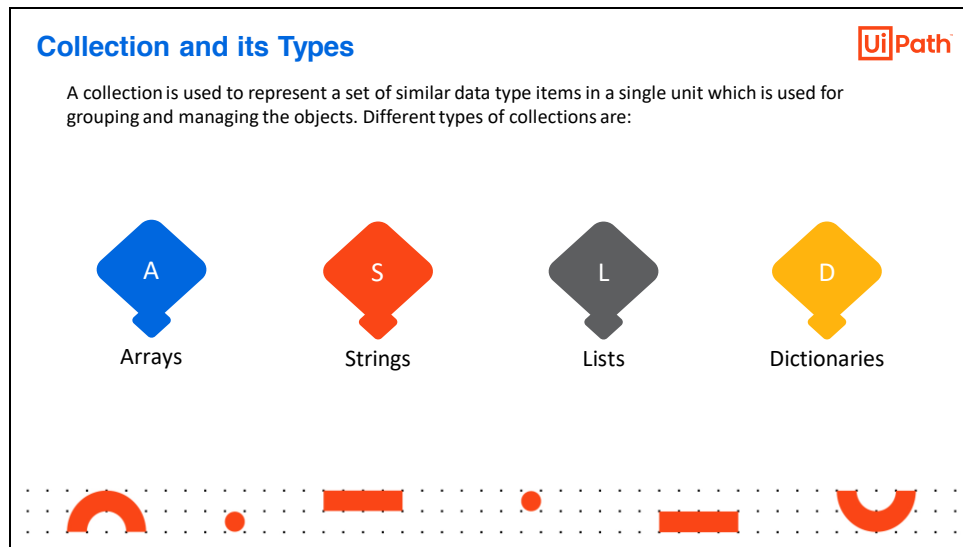 Collection and its Types
UiPath
A collection is used to represent a set of similar data type items in a single unit which is used for
grouping and managing the objects. Different types of collections are:
A
S
L
D
Arrays
Strings
Lists
Dictionaries